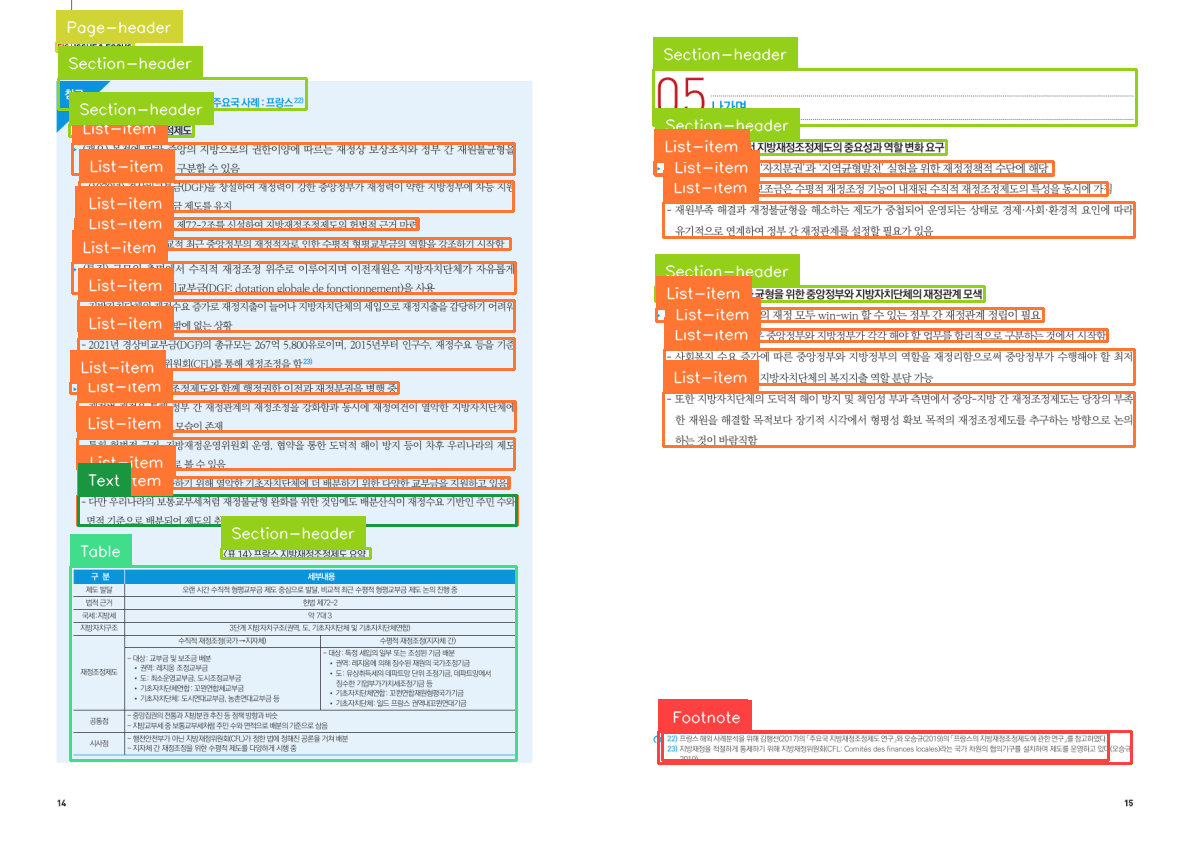 Page-header
Section-header
주요국 사례 : 프랑스 22)
Section-header
List-item
정제도
중앙의 지방으로의 권한이양에 따르는 재정상 보상조치와 정부 간 재원불균형을
List-item
구분할 수 있음
(DGF)을 창설하여 재정력이 강한 중앙정부가 재정력이 약한 지방정부에 차등 지원
List-item
금 제도를 유지
List-item
제72-2조를 신설하여 지방재정조정제도의 헌법적 근거 마련
List-item
최근 중앙정부의 재정적자로 인한 수평적 형평교부금의 역할을 강조하기 시작함
에서 수직적 재정조정 위주로 이루어지며 이전재원은 지방자치단체가 자유롭게
List-item
비교부금(DGF: dotation globale de fonctionnement)을 사용
수요 증가로 재정지출이 늘어나 지방자치단체의 세입으로 재정지출을 감당하기 어려워
List-item
밖에 없는 상황
– 2021년 경상비교부금(DGF)의 총규모는 267억 5,800유로이며, 2015년부터 인구수, 재정수요 등을 기준
List-item
위원회(CFL)를 통해 재정조정을 함 23)
List-item
조정제도와 함께 행정권한 이전과 재정분권을 병행 중
정부 간 재정관계의 재정조정을 강화함과 동시에 재정여건이 열악한 지방자치단체에
List-item
모습이 존재
지방재정운영위원회 운영, 협약을 통한 도덕적 해이 방지 등이 차후 우리나라의 제도
List-item
로 볼 수 있음
Text
tem
하기 위해 열악한 기초자치단체에 더 배분하기 위한 다양한 교부금을 지원하고 있음
– 다만 우리나라의 보통교부세처럼 재정불균형 완화를 위한 것임에도 배분산식이 재정수요 기반인 주민 수와
면적 기준으로 배분되어 제도의
Section-header
Table
〈표 14〉 프랑스 지방재정조정제도 요약
구 분 세부내용
제도 발달 오랜 시간 수직적 형평교부금 제도 중심으로 발달, 비교적 최근 수평적 형평교부금 제도 논의 진행 중
법적 근거 헌법 제72-2
국세:지방세 약 7대 3
지방자치구조 3단계 지방자치구조(권역, 도, 기초자치단체 및 기초자치단체연합)
재정조정제도 수직적 재정조정(국가→지자체) 수평적 재정조정(지자체 간)
– 대상 : 교부금 및 보조금 배분
• 권역: 레지옹 조정교부금
• 도: 최소운영교부금, 도시조정교부금
• 기초자치단체연합: 꼬뮌연합체교부금
• 기초자치단체: 도시연대교부금, 농촌연대교부금 등
– 대상: 특정 세입의 일부 또는 조성된 기금 배분
• 권역: 레지옹에 의해 징수된 재원의 국가조정기금
• 도: 유상취득세의 데파트망 단위 조정기금, 데파트망에서
징수한 기업부가가치세조정기금 등
• 기초자치단체연합: 꼬뮌연합재원형평국가기금
• 기초자치단체: 일드 프랑스 권역내꼬뮌연대기금
공통점 – 중앙집권의 전통과 지방분권 추진 등 정책 방향과 비슷
– 지방교부세 중 보통교부세처럼 주민 수와 면적으로 배분의 기준으로 삼음
시사점 – 행전안전부가 아닌 지방재정위원회(CFL)가 정한 법에 정해진 공론을 거쳐 배분
– 지자체 간 재정조정을 위한 수평적 제도를 다양하게 시행 중
14
Section-header
05
나가며
Section-header
List-item
지방재정조정제도의 중요성과 역할 변화 요구
List-item
'자치분권'과 '지역균형발전' 실현을 위한 재정정책적 수단에 해당
List-item
보조금은 수평적 재정조정 기능이 내재된 수직적 재정조정제도의 특성을 동시에 가짐
– 재원부족 해결과 재정불균형을 해소하는 제도가 중첩되어 운영되는 상태로 경제·사회·환경적 요인에 따라
유기적으로 연계하여 정부 간 재정관계를 설정할 필요가 있음
Section-header
List-item
균형을 위한 중앙정부와 지방자치단체의 재정관계 모색
List-item
의 재정 모두 win-win 할 수 있는 정부 간 재정관계 정립이 필요
List-item
중앙정부와 지방정부가 각각 해야 할 업무를 합리적으로 구분하는 것에서 시작함
– 사회복지 수요 증가에 따른 중앙정부와 지방정부의 역할을 재정리함으로써 중앙정부가 수행해야 할 최저
List-item
지방자치단체의 복지지출 역할 분담 가능
– 또한 지방자치단체의 도덕적 해이 방지 및 책임성 부과 측면에서 중앙-지방 간 재정조정제도는 당장의 부족
한 재원을 해결할 목적보다 장기적 시각에서 형평성 확보 목적의 재정조정제도를 추구하는 방향으로 논의
하는 것이 바람직함
Footnote
22) 프랑스 해외 사례분석을 위해 김행선(2017)의 「주요국 지방재정조정제도 연구」와 오승규(2019)의 「프랑스의 지방재정조정제도에 관한 연구」를 참고하였다.
23) 지방재정을 적절하게 통제하기 위해 지방재정위원회(CFL: Comités des finances locales)라는 국가 차원의 협의기구를 설치하여 제도를 운영하고 있다(오승규
2019)
15